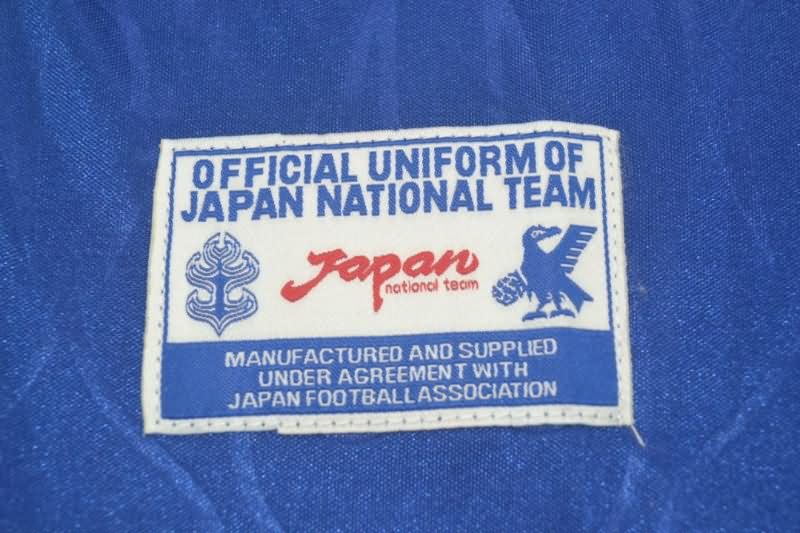 OFFICIAL UNIFORM OF
JAPAN NATIONAL TEAM
Japan
national team
MANUFACTURED AND SUPPLIED
UNDER AGREEMENT WITH
JAPAN FOOTBALL ASSOCIATION